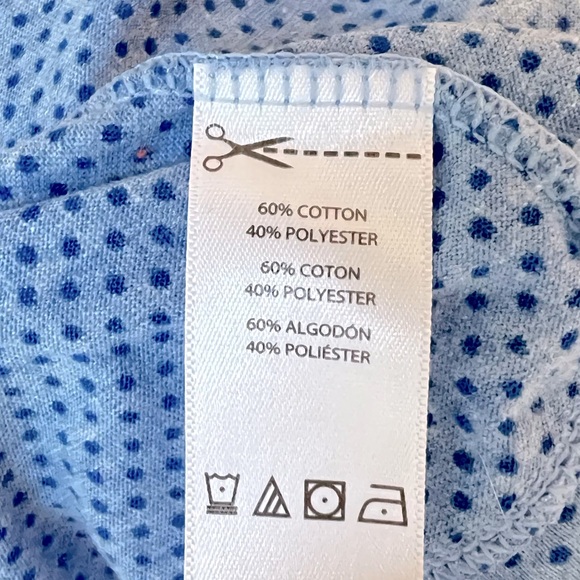 60% COTTON
40% POLYESTER
60% COTON
40% POLYESTER
60% ALGODÓN
40% POLIÉSTER